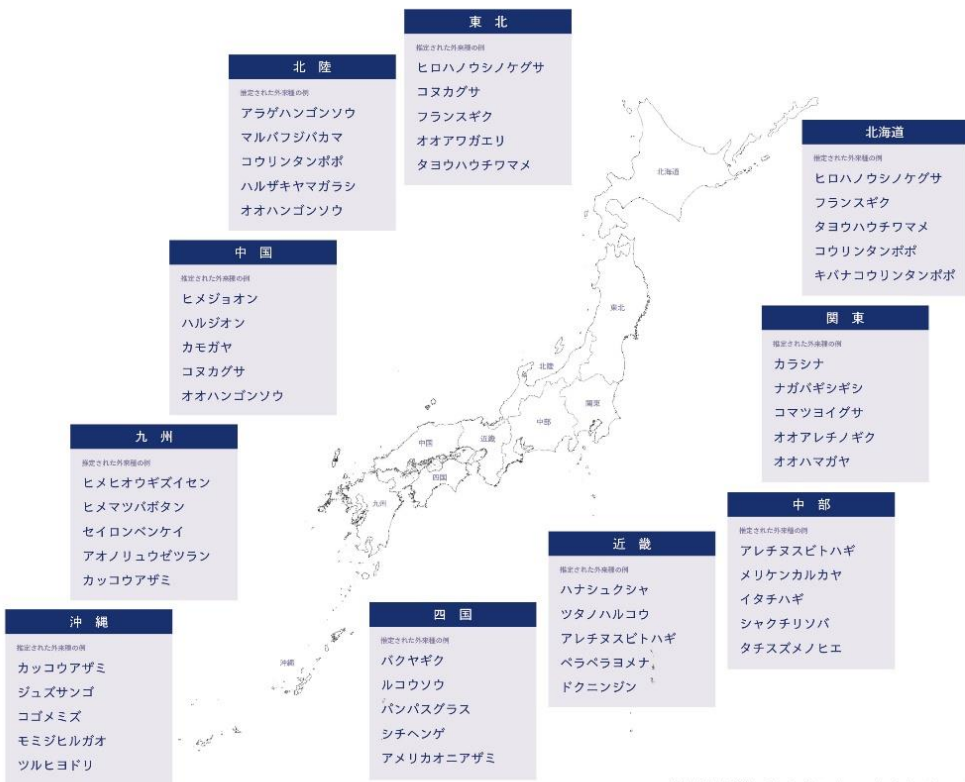 東 北
推定された外来種の例
ヒロハノウシノケグサ
コヌカグサ
フランスギク
オオアワガエリ
タヨウハウチワマメ
北 陸
推定された外来種の例
アラゲハンゴンソウ
マルバフジバカマ
コウリンタンポポ
ハルザキヤマガラシ
オオハンゴンソウ
北海道
推定された外来種の例
ヒロハノウシノケグサ
フランスギク
タヨウハウチワマメ
コウリンタンポポ
キバナコウリンタンポポ
中 国
推定された外来種の例
ヒメジョオン
ハルジオン
カモガヤ
コヌカグサ
オオハンゴンソウ
関 東
推定された外来種の例
カラシナ
ナガバギシギシ
コマツヨイグサ
オオアレチノギク
オオハマガヤ
九 州
推定された外来種の例
ヒメヒオウギズイセン
ヒメマツバボタン
セイロンベンケイ
アオノリュウゼツラン
カッコウアザミ
中 部
推定された外来種の例
アレチヌスビトハギ
メリケンカルカヤ
イタチハギ
シャクチリソバ
タチスズメノヒエ
近 畿
推定された外来種の例
ハナシュクシャ
ツタノハルコウ
アレチヌスビトハギ
ペラペラヨメナ
ドクニンジン
四 国
推定された外来種の例
バクヤギク
ルコウソウ
パンパスグラス
シチヘンゲ
アメリカオニアザミ
沖 縄
推定された外来種の例
カッコウアザミ
ジュズサンゴ
コゴメミズ
モミジヒルガオ
ツルヒヨドリ
北海道
東北
北陸
関東
中部
近畿
中国
四国
九州
沖縄